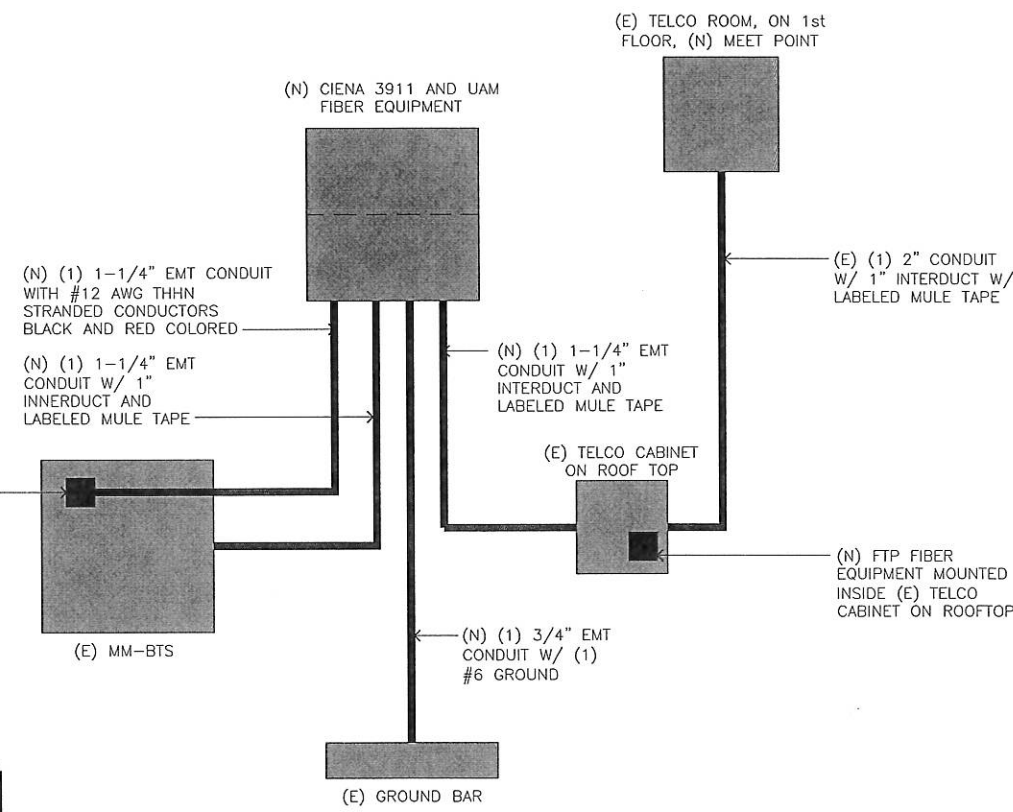 (E) TELCO ROOM, ON 1st
FLOOR, (N) MEET POINT
(N) CIENA 3911 AND UAM
FIBER EQUIPMENT
(N) (1) 1-1/4" EMT CONDUIT
WITH #12 AWG THHN
STRANDED CONDUCTORS
BLACK AND RED COLORED
(E) (1) 2" CONDUIT
W/ 1" INTERDUCT W/
LABELED MULE TAPE
(N) (1) 1-1/4" EMT
CONDUIT W/ 1"
INNERDUCT AND
LABELED MULE TAPE
(N) (1) 1-1/4" EMT
CONDUIT W/ 1"
INTERDUCT AND
LABELED MULE TAPE
(E) TELCO CABINET
ON ROOF TOP
(N) FTP FIBER
EQUIPMENT MOUNTED
INSIDE (E) TELCO
CABINET ON ROOFTOP
(E) MM-BTS
(N) (1) 3/4" EMT
CONDUIT W/ (1)
#6 GROUND
(E) GROUND BAR